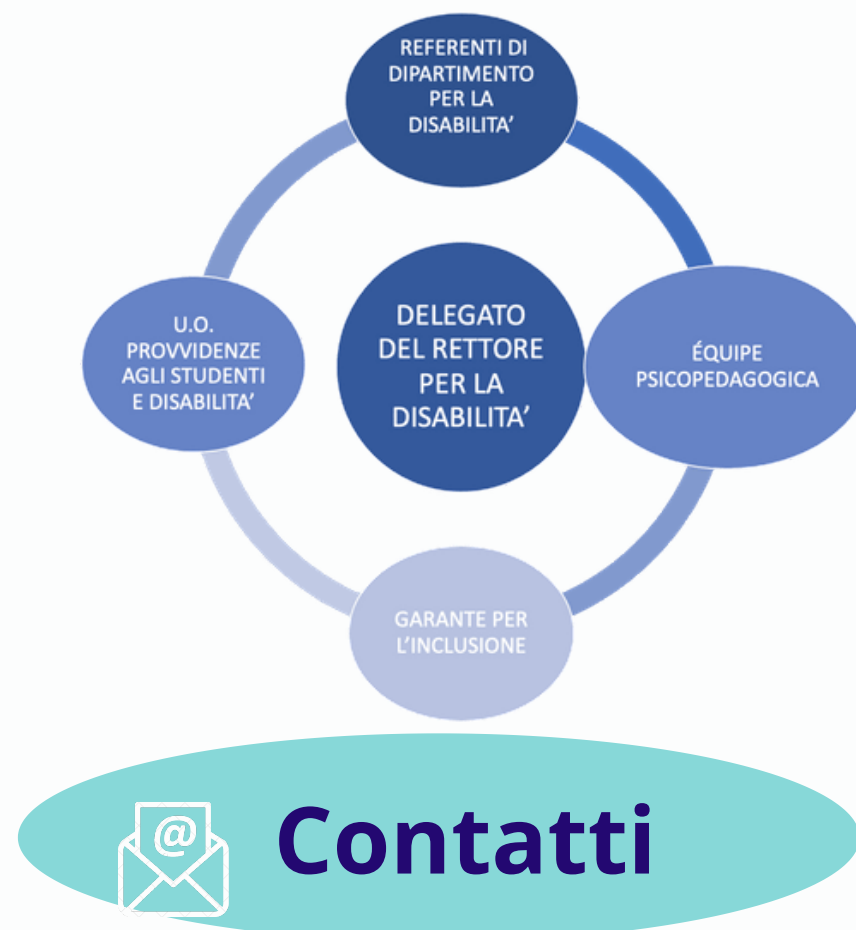 REFERENTI DI
DIPARTIMENTO
PER LA
DISABILITA’
U.O.
PROVVIDENZE
AGLI STUDENTI
E DISABILITA’
DELEGATO
DEL RETTORE
PER LA
DISABILITA’
ÉQUIPE
PSICOPEDAGOGICA
GARANTE PER
L’INCLUSIONE
@
Contatti